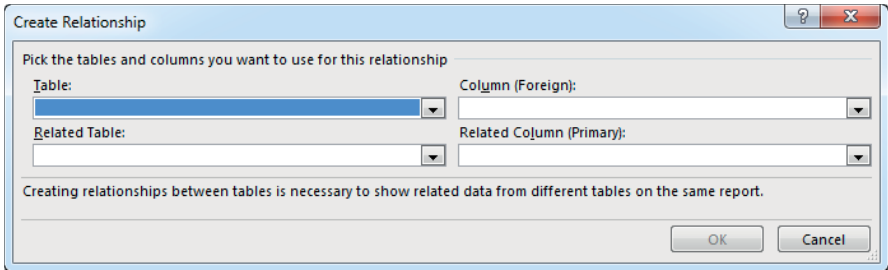 Create Relationship
?
Pick the tables and columns you want to use for this relationship
Table: Column (Foreign):
Related Table: Related Column (Primary):
Creating relationships between tables is necessary to show related data from different tables on the same report.
OK Cancel